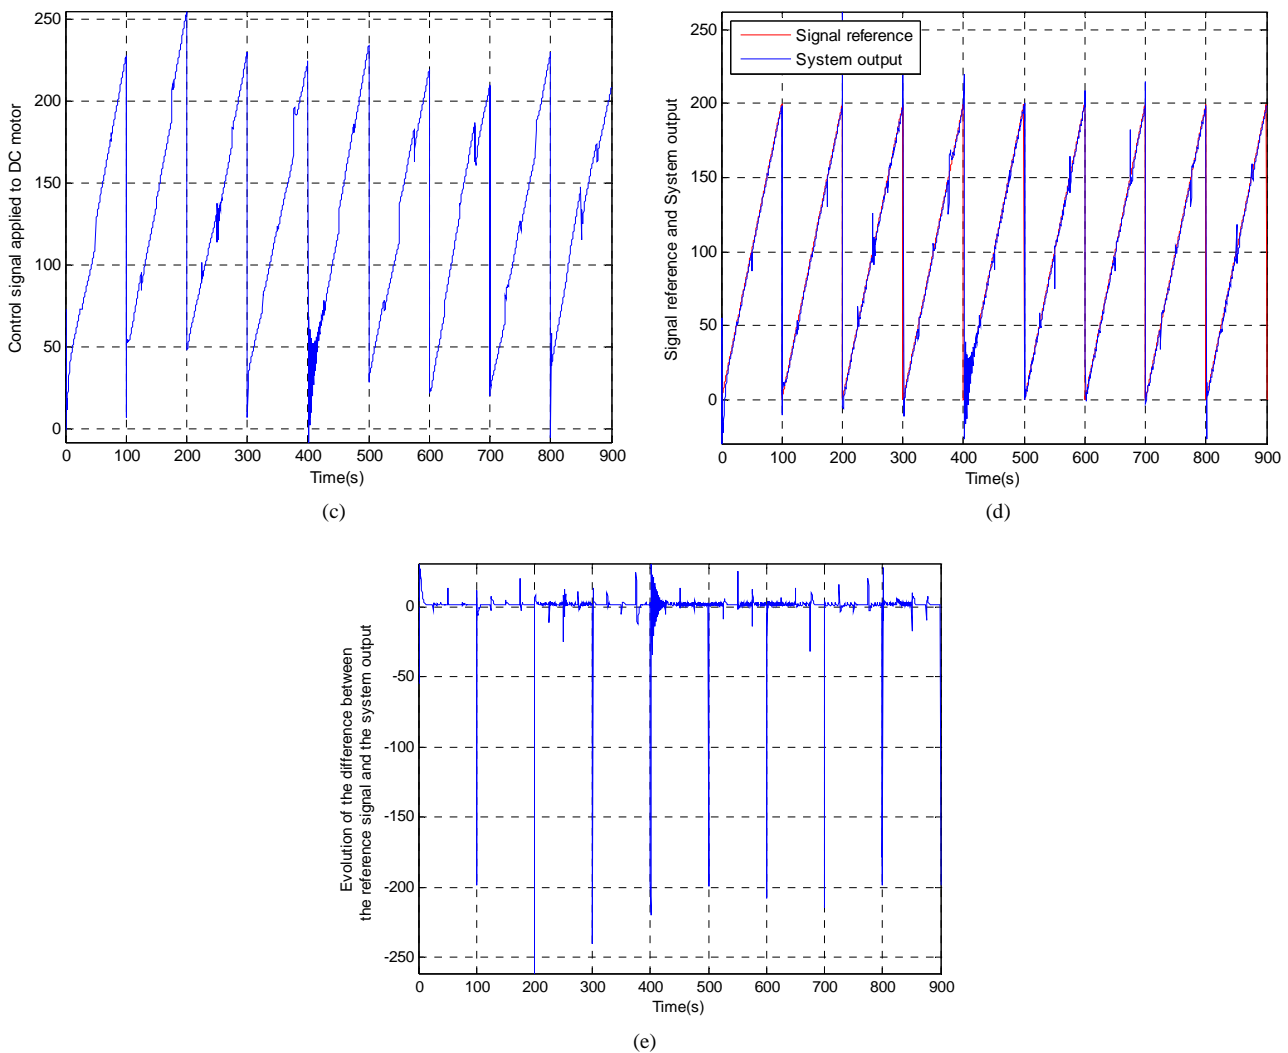 Control signal applied to DC motor
250
200
150
100
50
0
0 100 200 300 400 500 600 700 800 900
Time(s)
(c)
Signal reference and System output
Signal reference
System output
250
200
150
100
50
0
0 100 200 300 400 500 600 700 800 900
Time(s)
(d)
Evolution of the difference between
the reference signal and the system output
0
-50
-100
-150
-200
-250
0 100 200 300 400 500 600 700 800 900
Time(s)
(e)